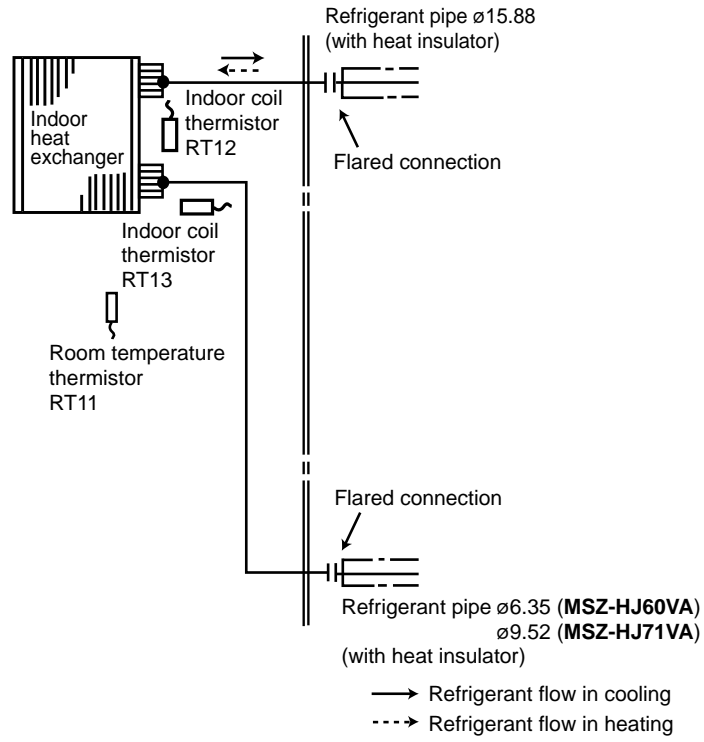 Refrigerant pipe ø15.88
(with heat insulator)
Indoor
heat
exchanger
Indoor coil
thermistor
RT12
Flared connection
Indoor coil
thermistor
RT13
Room temperature
thermistor
RT11
Flared connection
Refrigerant pipe ø6.35 (MSZ-HJ60VA)
ø9.52 (MSZ-HJ71VA)
(with heat insulator)
Refrigerant flow in cooling
Refrigerant flow in heating